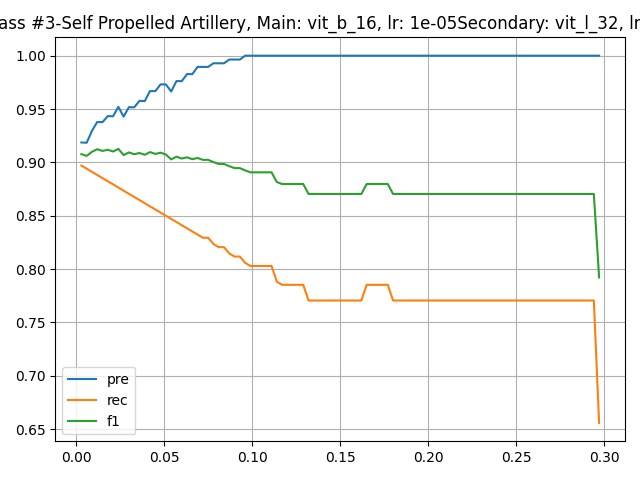 ass #3-Self Propelled Artillery, Main: vit_b_16, lr: 1e-05Secondary: vit_l_32, lr
1.00
0.95
0.90
0.85
0.80
0.75
0.70
0.65
pre
rec
f1
0.00 0.05 0.10 0.15 0.20 0.25 0.30